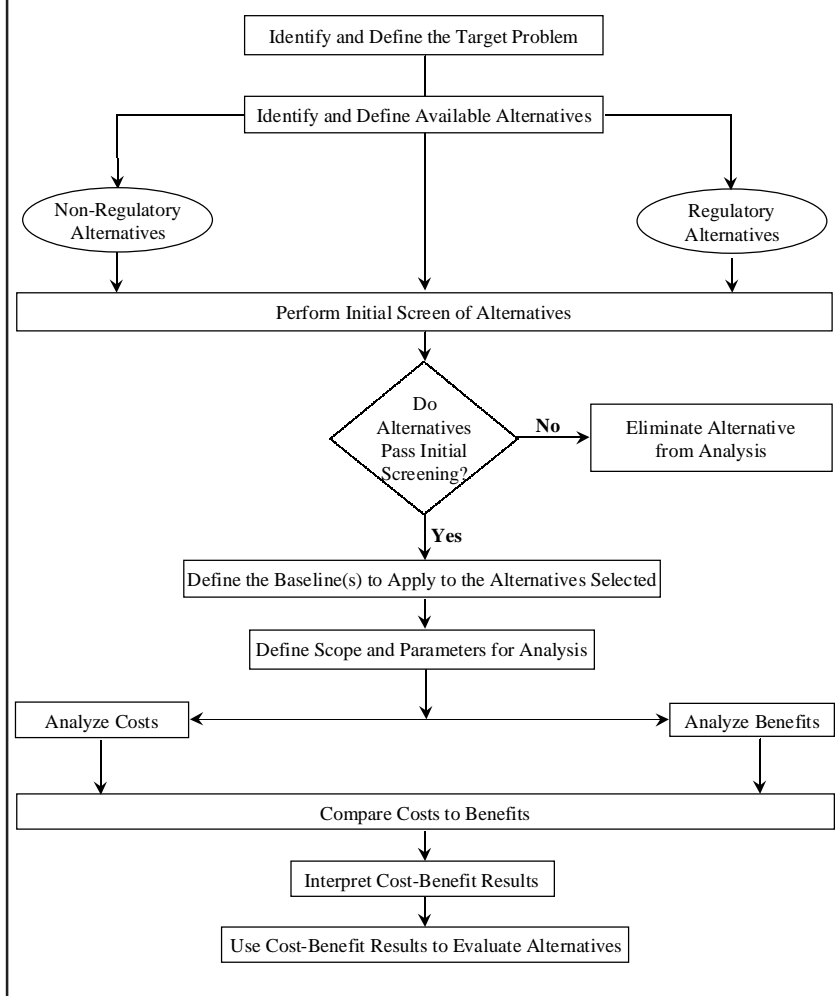 Identify and Define the Target Problem
Identify and Define Available Alternatives
Non-Regulatory
Alternatives
Regulatory
Alternatives
Perform Initial Screen of Alternatives
Do
Alternatives
Pass Initial
Screening?
No
Eliminate Alternative
from Analysis
Yes
Define the Baseline(s) to Apply to the Alternatives Selected
Define Scope and Parameters for Analysis
Analyze Costs
Analyze Benefits
Compare Costs to Benefits
Interpret Cost-Benefit Results
Use Cost-Benefit Results to Evaluate Alternatives